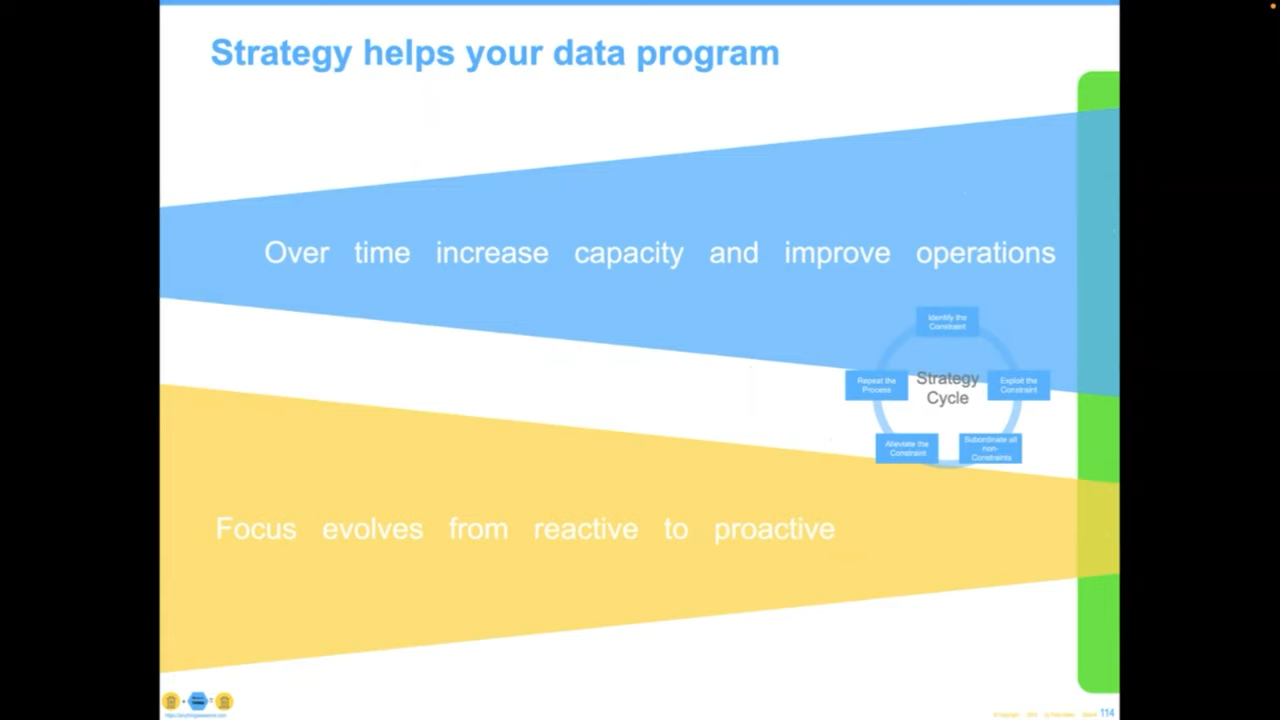 Strategy helps your data program
Over time increase capacity and improve operations
Identify the
Constraint
Repeat the
Process
Strategy
Cycle
Exploit the
Constraint
Alleviate the
Constraint
Subordinate all
non-
Constraints
Focus evolves from reactive to proactive
114